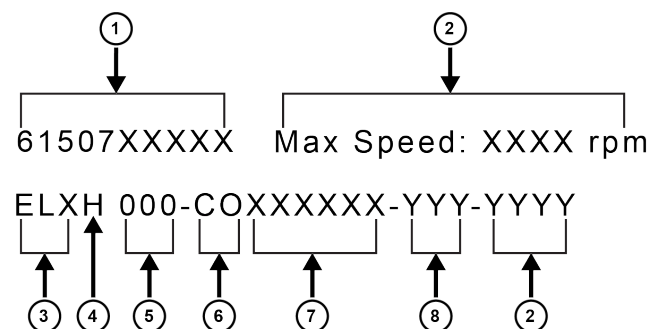 1 2
61507XXXXX Max Speed: XXXX rpm
ELXH 000-COXXXXXX-YYY-YYYY
3 4 5 6 7 8 2